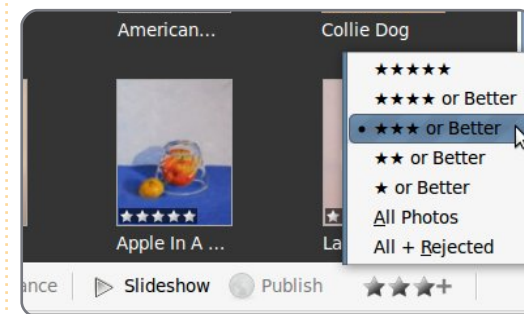 American...
Collie Dog
★★★★★
★★★★ or Better
• ★★★ or Better
★★ or Better
★ or Better
All Photos
All + Rejected
★★★★★
★
Apple In A ...
La
ance
Slideshow
Publish
★★★+